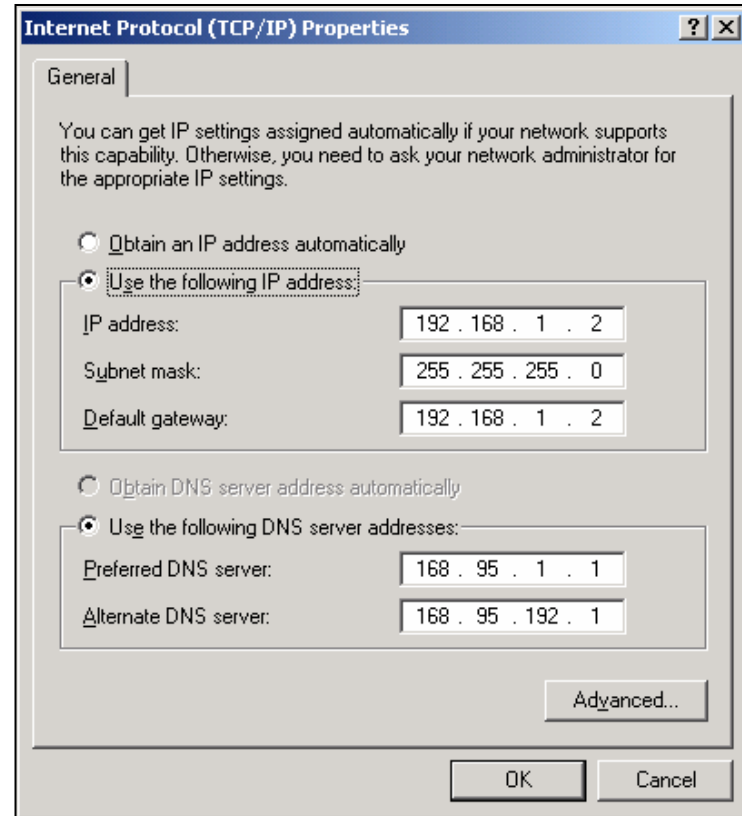 Internet Protocol (TCP/IP) Properties
General
You can get IP settings assigned automatically if your network supports
this capability. Otherwise, you need to ask your network administrator for
the appropriate IP settings.
Obtain an IP address automatically
Use the following IP address:
IP address: 192 . 168 . 1 . 2
Subnet mask: 255 . 255 . 255 . 0
Default gateway: 192 . 168 . 1 . 2
Obtain DNS server address automatically
Use the following DNS server addresses:
Preferred DNS server: 168 . 95 . 1 . 1
Alternate DNS server: 168 . 95 . 192 . 1
Advanced...
OK Cancel